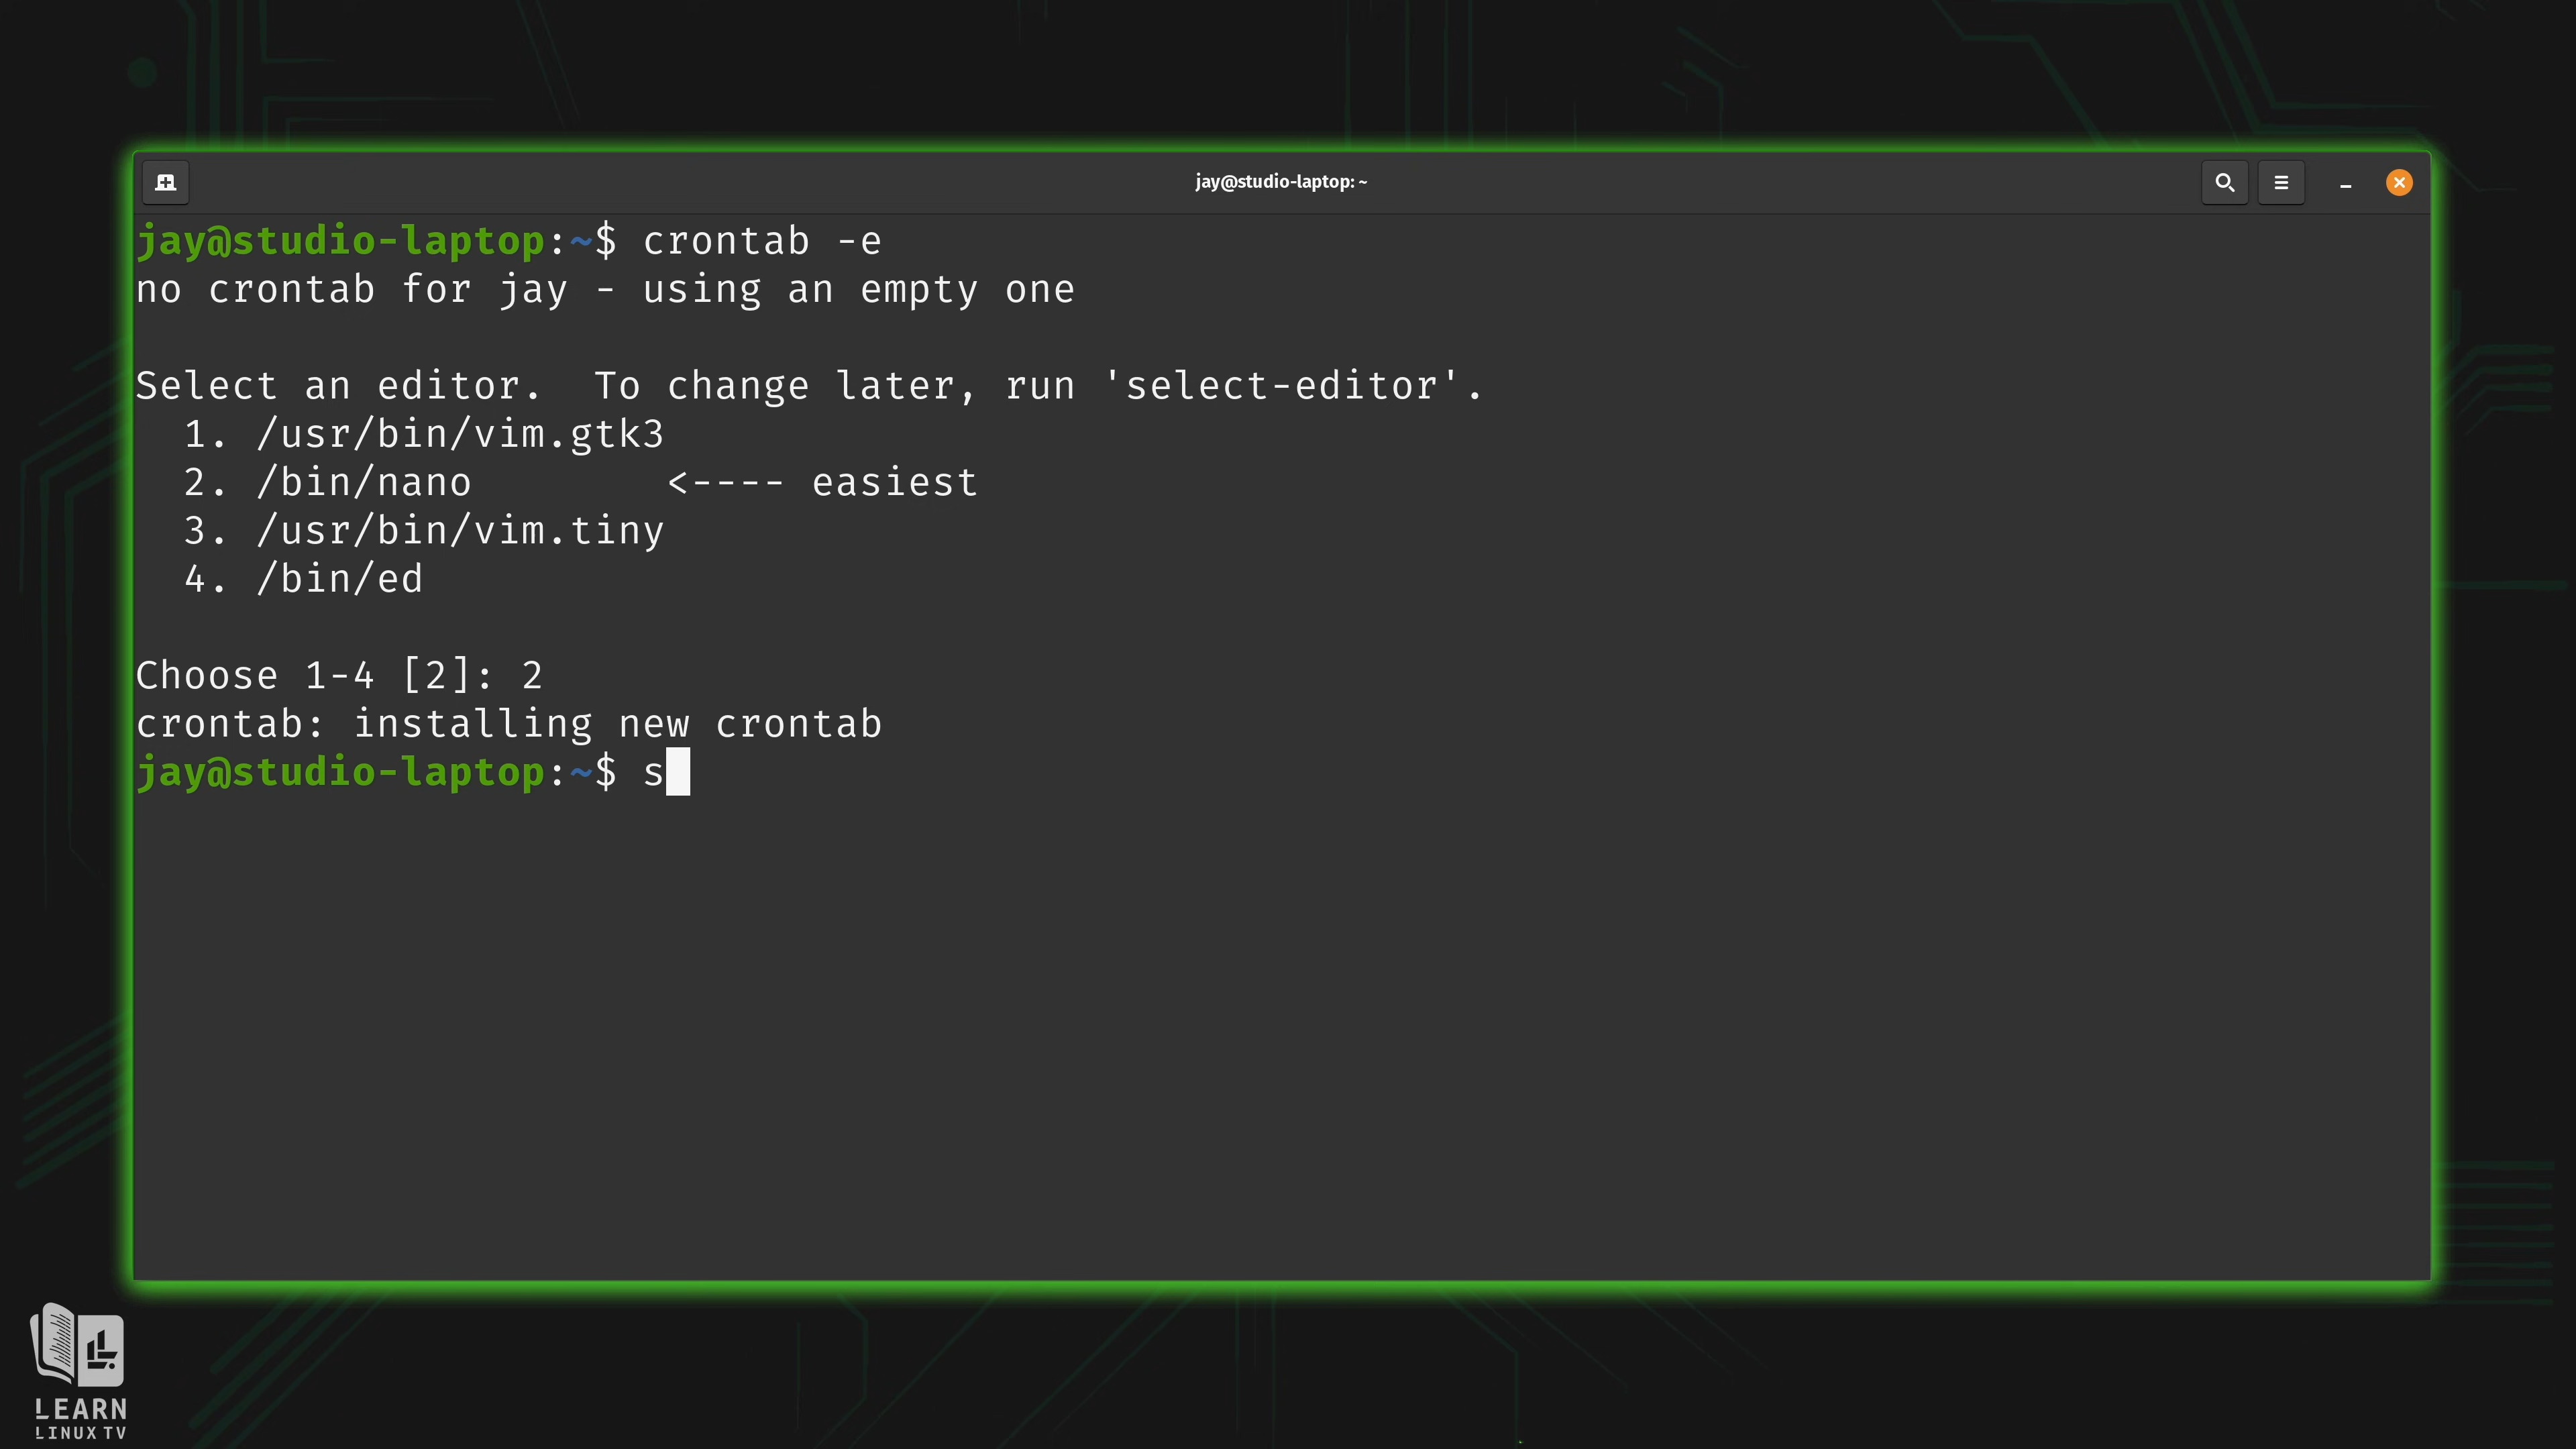 jay@studio-laptop: ~
jay@studio-laptop:~$ crontab -e
no crontab for jay - using an empty one
Select an editor.  To change later, run 'select-editor'.
  1. /usr/bin/vim.gtk3
  2. /bin/nano        <---- easiest
  3. /usr/bin/vim.tiny
  4. /bin/ed
Choose 1-4 [2]: 2
crontab: installing new crontab
jay@studio-laptop:~$ s
LEARN
LINUX TV